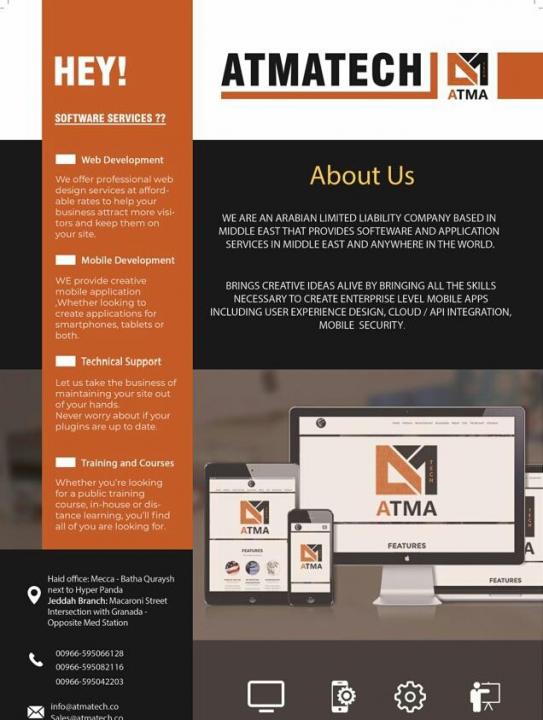 HEY!
ATMATECH
ATMA
SOFTWARE SERVICES ??
Web Development
We offer professional web
design services at afford-
able rates to help your
business attract more visi-
tors and keep them on
your site.
Mobile Development
WE provide creative
mobile application
,Whether looking to
create applications for
smartphones, tablets or
both.
Technical Support
Let us take the business of
maintaining your site out
of your hands.
Never worry about if your
plugins are up to date.
Training and Courses
Whether you're looking
for a public training
course, in-house or dis-
tance learning, you'll find
all of you are looking for.
About Us
WE ARE AN ARABIAN LIMITED LIABILITY COMPANY BASED IN
MIDDLE EAST THAT PROVIDES SOFTEWARE AND APPLICATION
SERVICES IN MIDDLE EAST AND ANYWHERE IN THE WORLD.
BRINGS CREATIVE IDEAS ALIVE BY BRINGING ALL THE SKILLS
NECESSARY TO CREATE ENTERPRISE LEVEL MOBILE APPS
INCLUDING USER EXPERIENCE DESIGN, CLOUD / API INTEGRATION,
MOBILE SECURITY.
TECH
ATMA
FEATURES
ATMA
FEATURES
ATMA
FEATURES
Haid office: Mecca - Batha Quraysh
next to Hyper Panda
Jeddah Branch: Macaroni Street
Intersection with Granada -
Opposite Med Station
00966-595066128
00966-595082116
00966-595042203
info@atmatech.co
Sales@atmatech.co